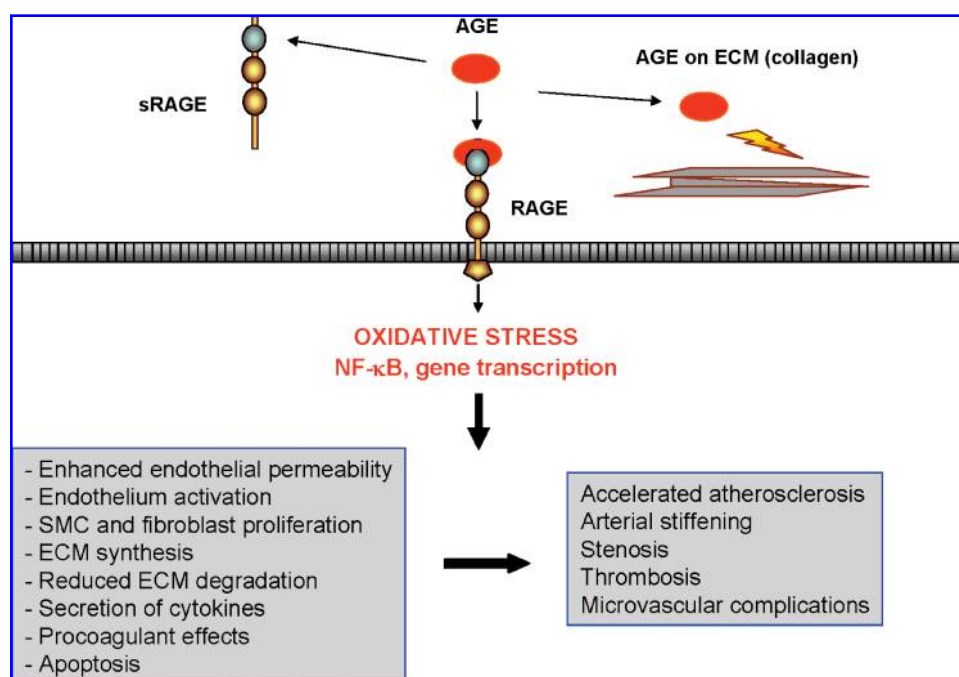 AGE
AGE on ECM (collagen)
sRAGE
RAGE
OXIDATIVE STRESS
NF-κB, gene transcription
- Enhanced endothelial permeability
- Endothelium activation
- SMC and fibroblast proliferation
- ECM synthesis
- Reduced ECM degradation
- Secretion of cytokines
- Procoagulant effects
- Apoptosis
Accelerated atherosclerosis
Arterial stiffening
Stenosis
Thrombosis
Microvascular complications